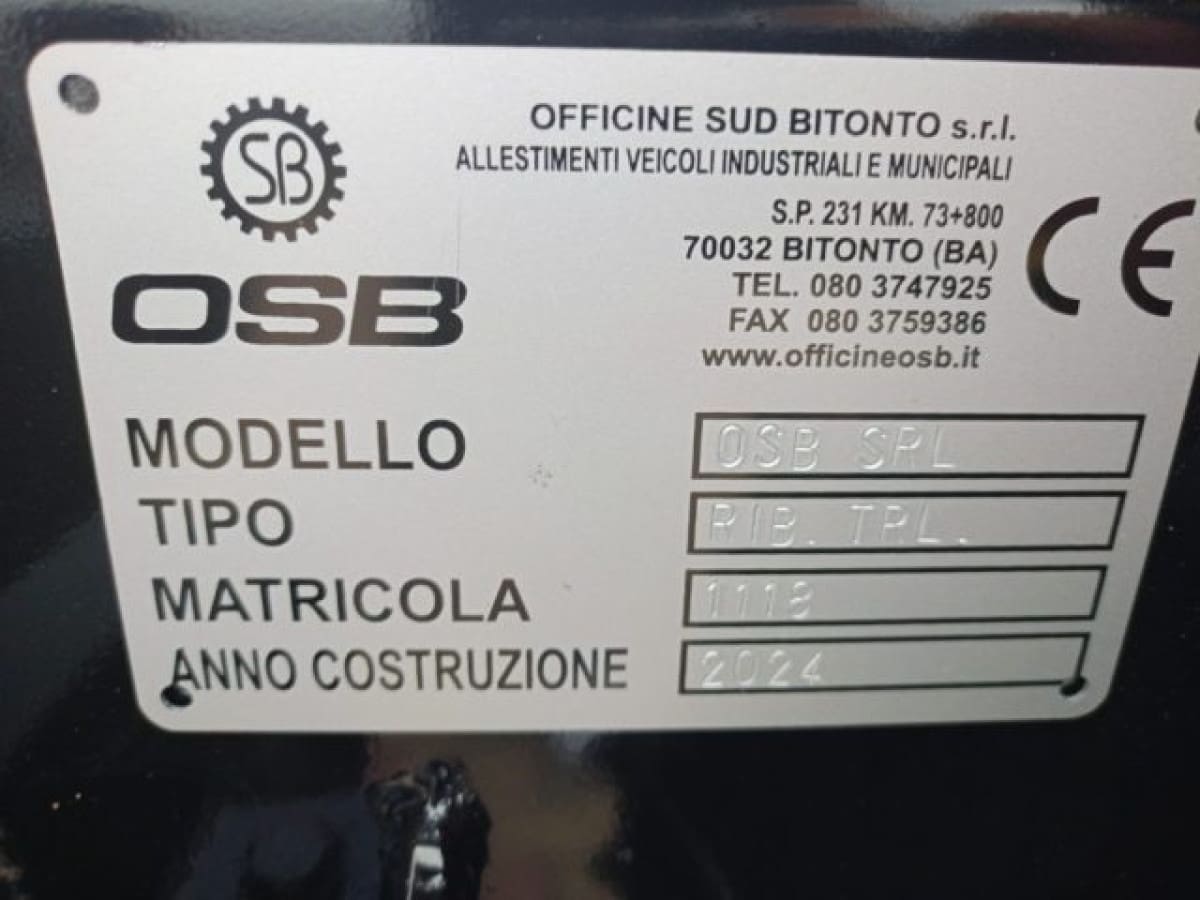 SB
OSB
OFFICINE SUD BITONTO s.r.l.
ALLESTIMENTI VEICOLI INDUSTRIALI E MUNICIPALI
S.P. 231 KM. 73+800
70032 BITONTO (BA)
TEL. 080 3747925
FAX 080 3759386
www.officineosb.it
CE
MODELLO OSB SRL
TIPO RIB. TRL.
MATRICOLA 1118
ANNO COSTRUZIONE 2024